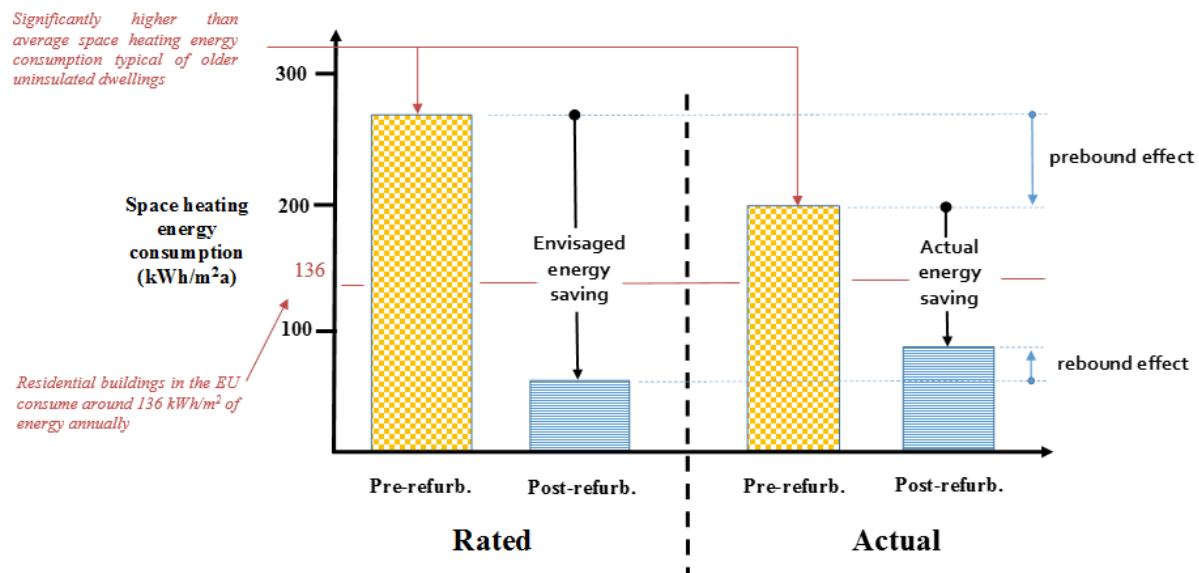 Significantly higher than
average space heating energy
consumption typical of older
uninsulated dwellings
300
200
100
136
Space heating
energy
consumption
(kWh/m²a)
Residential buildings in the EU
consume around 136 kWh/m² of
energy annually
Envisaged
energy
saving
Actual
energy
saving
prebound effect
rebound effect
Pre-refurb.
Post-refurb.
Pre-refurb.
Post-refurb.
Rated
Actual